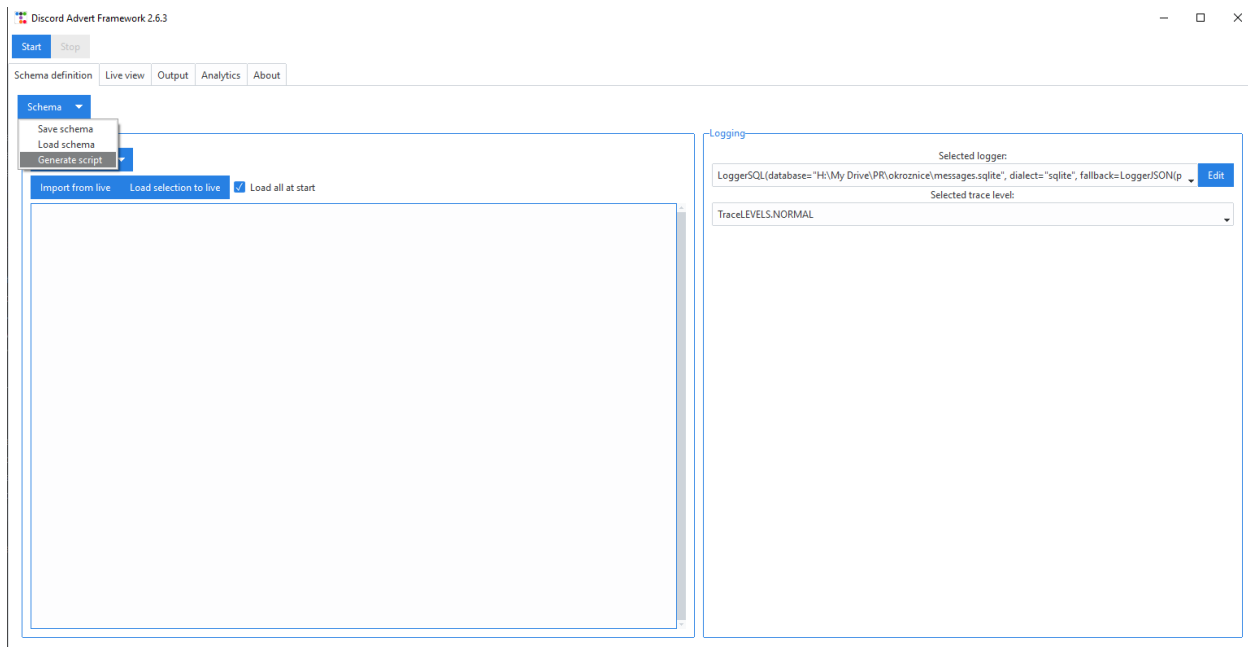 Discord Advert Framework 2.6.3
Start Stop
Schema definition Live view Output Analytics About
Schema
Save schema
Load schema
Generate script
Import from live Load selection to live Load all at start
Logging
Selected logger:
LoggerSQL(database="H:\My Drive\PR\okroznice\messages.sqlite", dialect="sqlite", fallback=LoggerJSON(p Edit
Selected trace level:
TraceLEVELS.NORMAL